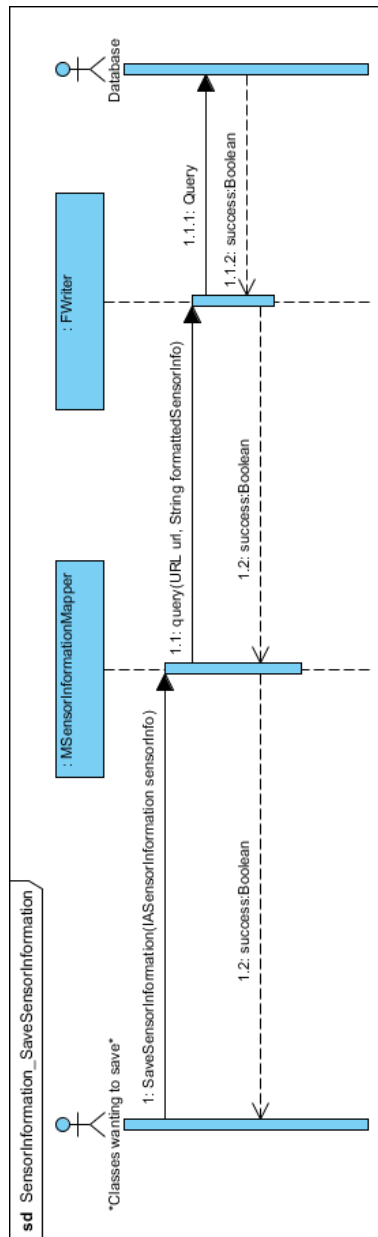 sd SensorInformation_SaveSensorInformation
*Classes wanting to save*
: MSensorInformationMapper
: FWriter
Database
1: SaveSensorInformation(IASensorInformation sensorInfo)
1.1: query(URL url, String formattedSensorInfo)
1.1.1: Query
1.1.2: success:Boolean
1.2: success:Boolean
1.2: success:Boolean